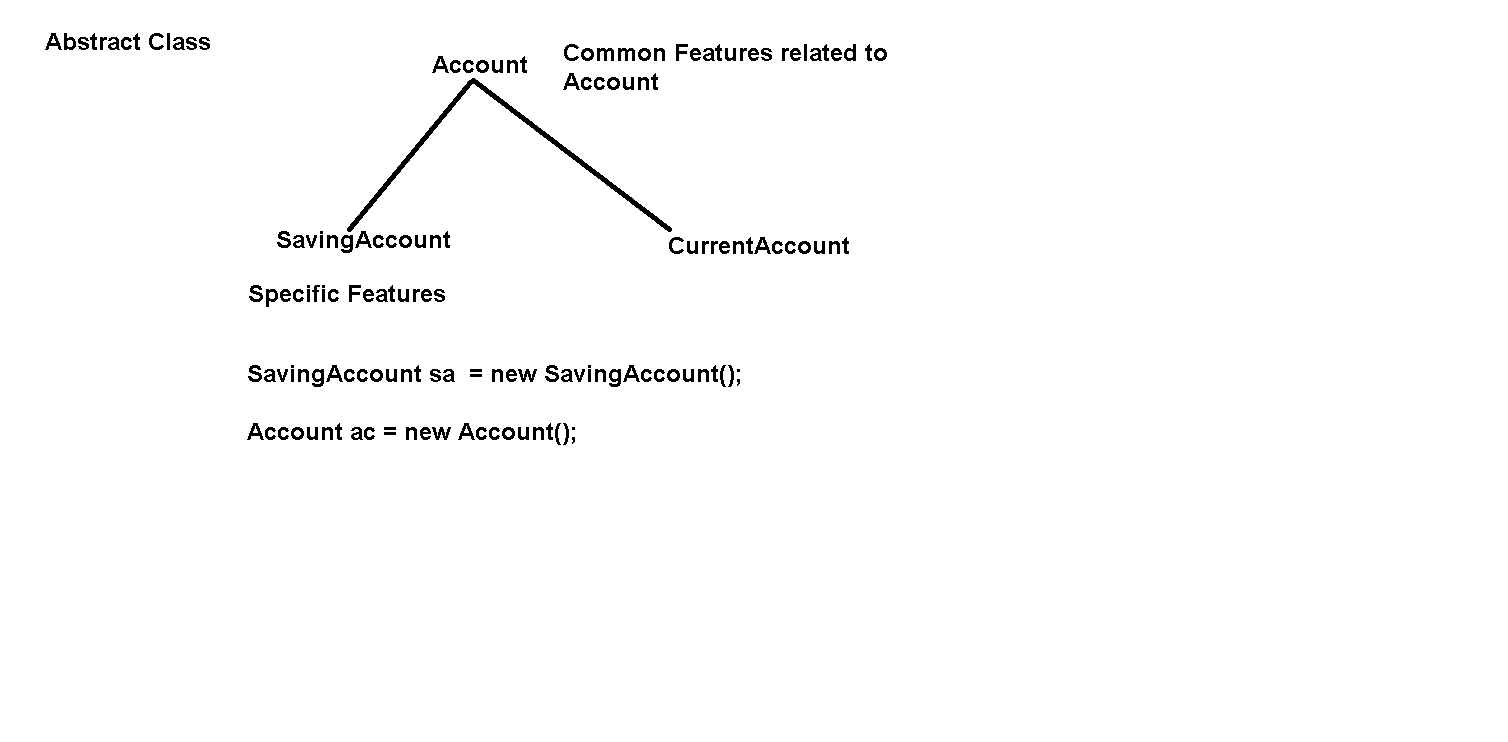 Abstract Class
Account
Common Features related to
Account
SavingAccount
CurrentAccount
Specific Features
SavingAccount sa  = new SavingAccount();
Account ac = new Account();